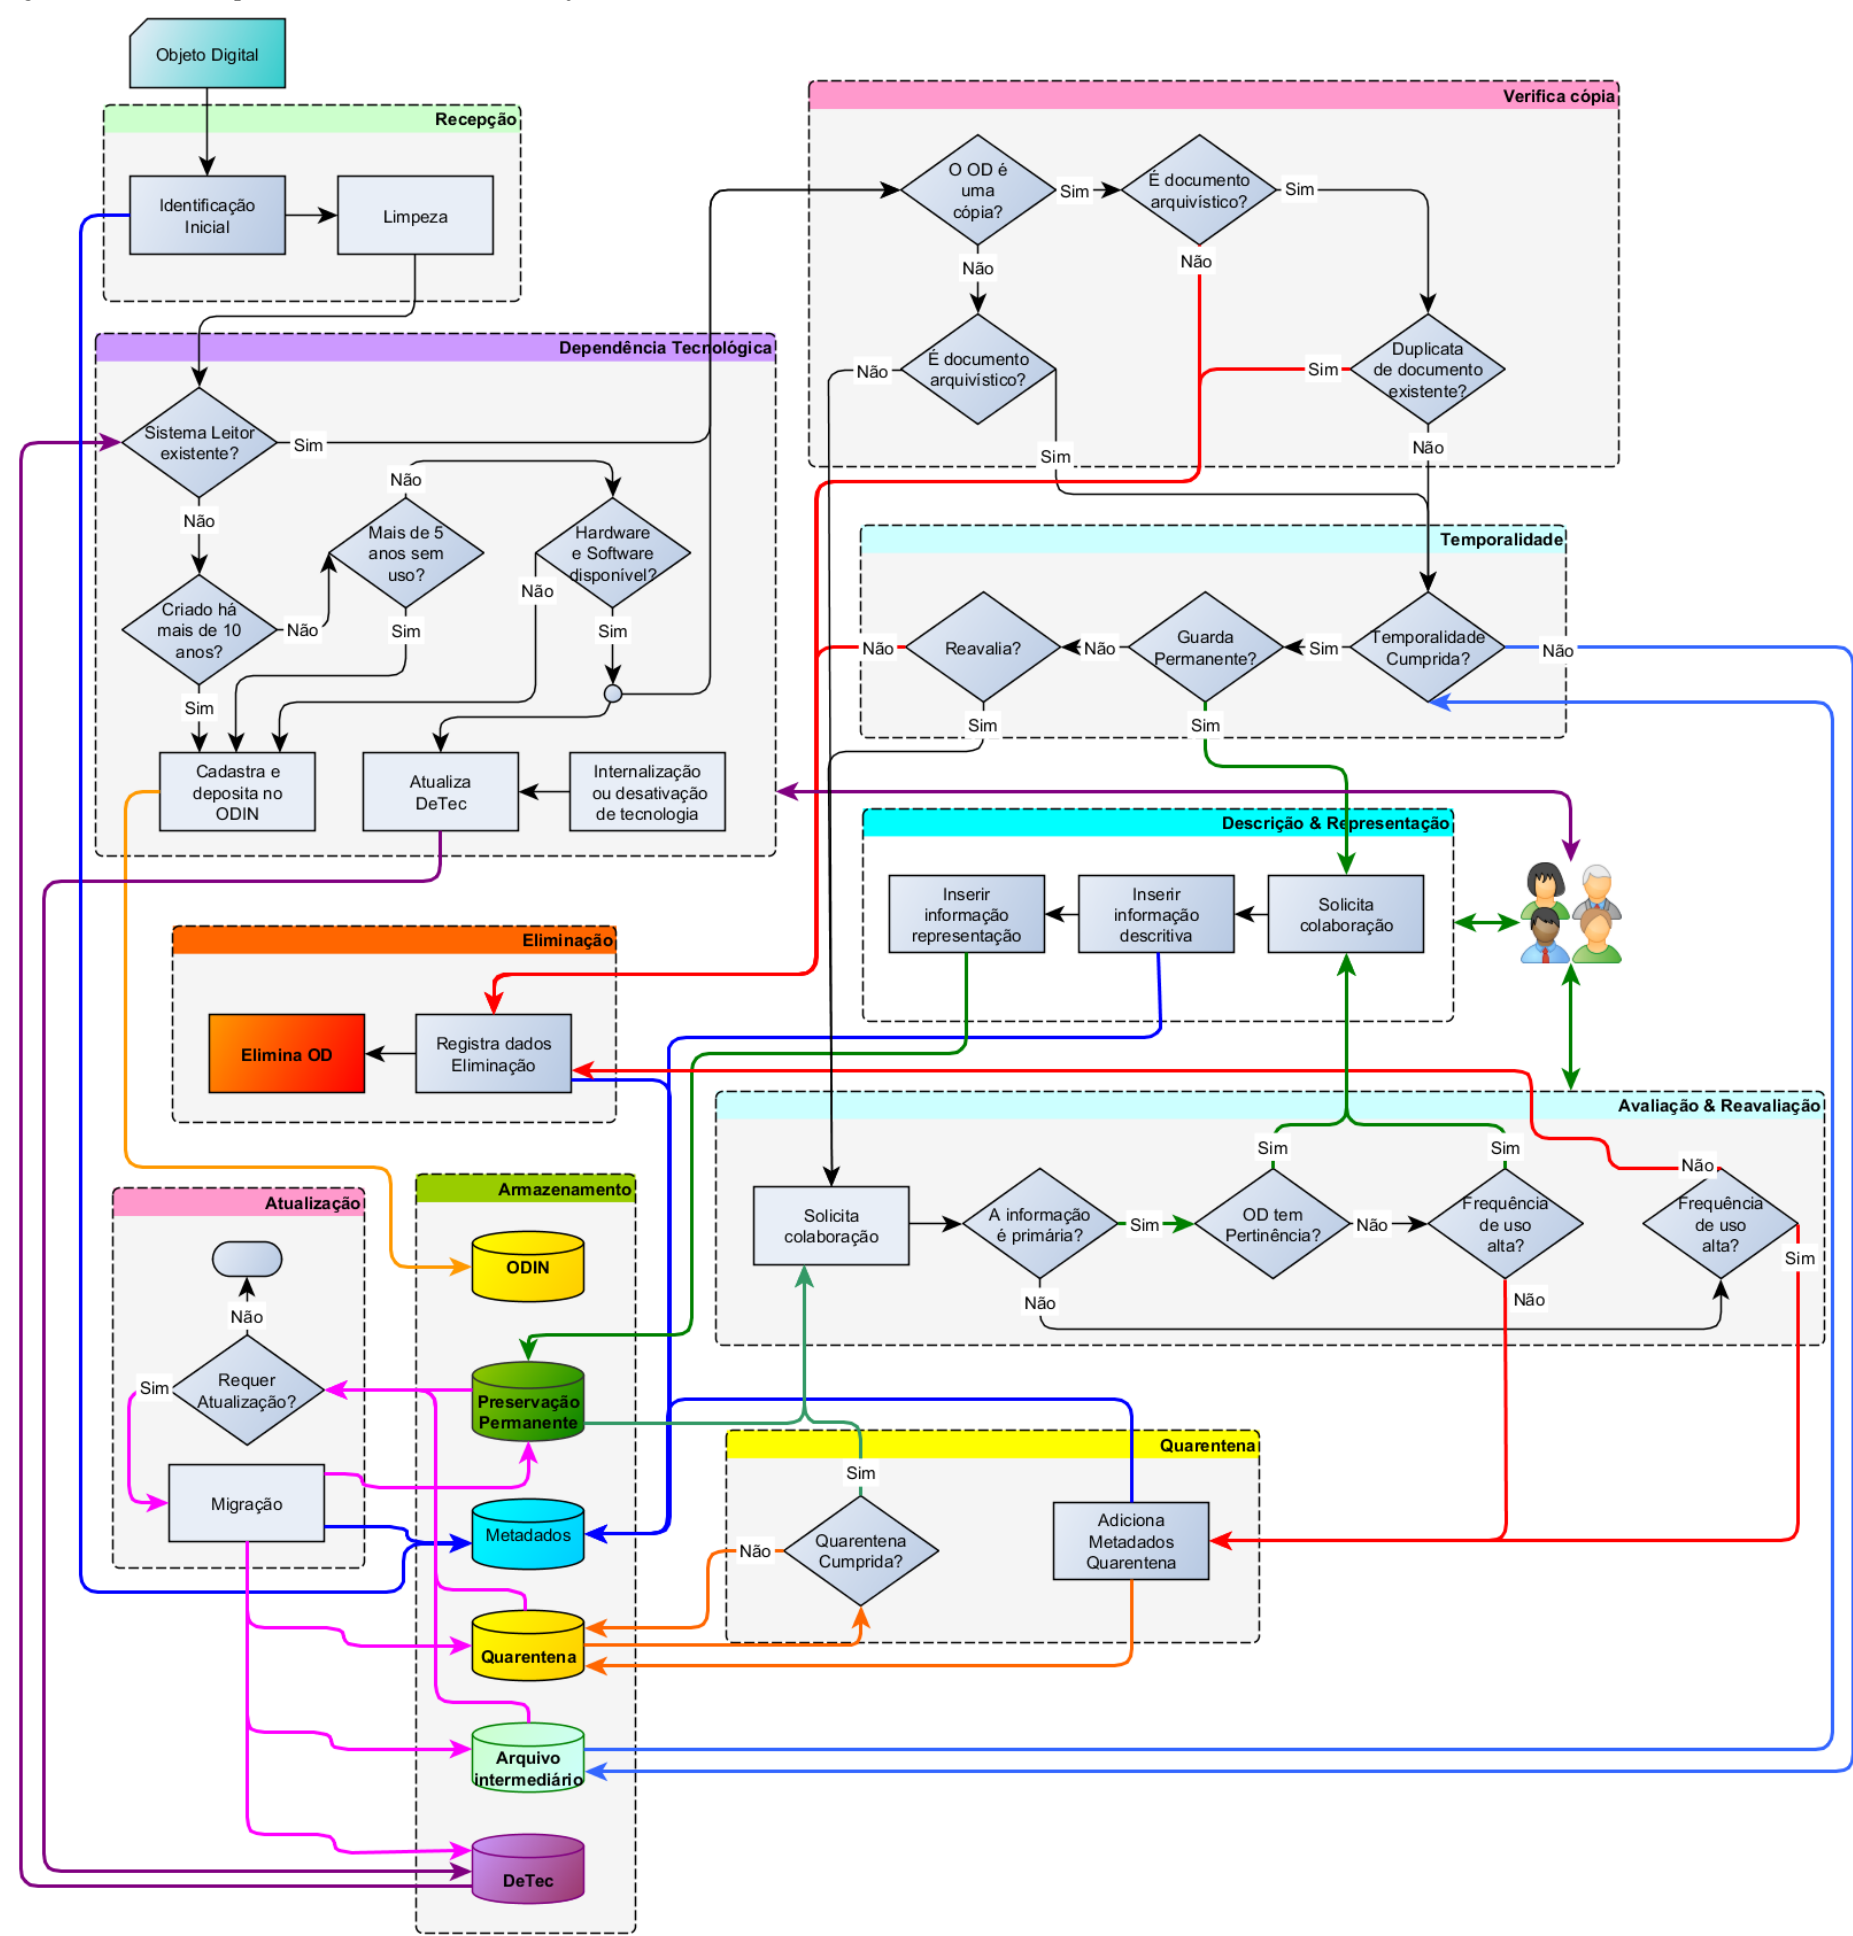 Objeto Digital
Recepção
Identificação
Inicial
Limpeza
Dependência Tecnológica
Sistema Leitor
existente?
Sim
Não
Não
Mais de 5
anos sem
uso?
Hardware
e Software
disponível?
Não
Criado há
mais de 10
anos?
Não
Sim
Sim
Sim
Cadastra e
deposita no
ODIN
Atualiza
DeTec
Internalização
ou desativação
de tecnologia
Verifica cópia
O OD é
uma
cópia?
Sim
É documento
arquivístico?
Sim
Não
Não
É documento
arquivístico?
Não
Sim
Duplicata
de documento
existente?
Sim
Não
Temporalidade
Temporalidade
Cumprida?
Não
Sim
Guarda
Permanente?
Não
Reavalia?
Não
Sim
Sim
Descrição & Representação
Inserir
informação
representação
Inserir
informação
descritiva
Solicita
colaboração
Eliminação
Elimina OD
Registra dados
Eliminação
Avaliação & Reavaliação
Solicita
colaboração
A informação
é primária?
Sim
Não
OD tem
Pertinência?
Sim
Não
Frequência
de uso
alta?
Sim
Não
Frequência
de uso
alta?
Não
Sim
Atualização
Não
Requer
Atualização?
Sim
Migração
Armazenamento
ODIN
Preservação
Permanente
Metadados
Quarentena
Arquivo
intermediário
DeTec
Quarentena
Sim
Quarentena
Cumprida?
Não
Adiciona
Metadados
Quarentena